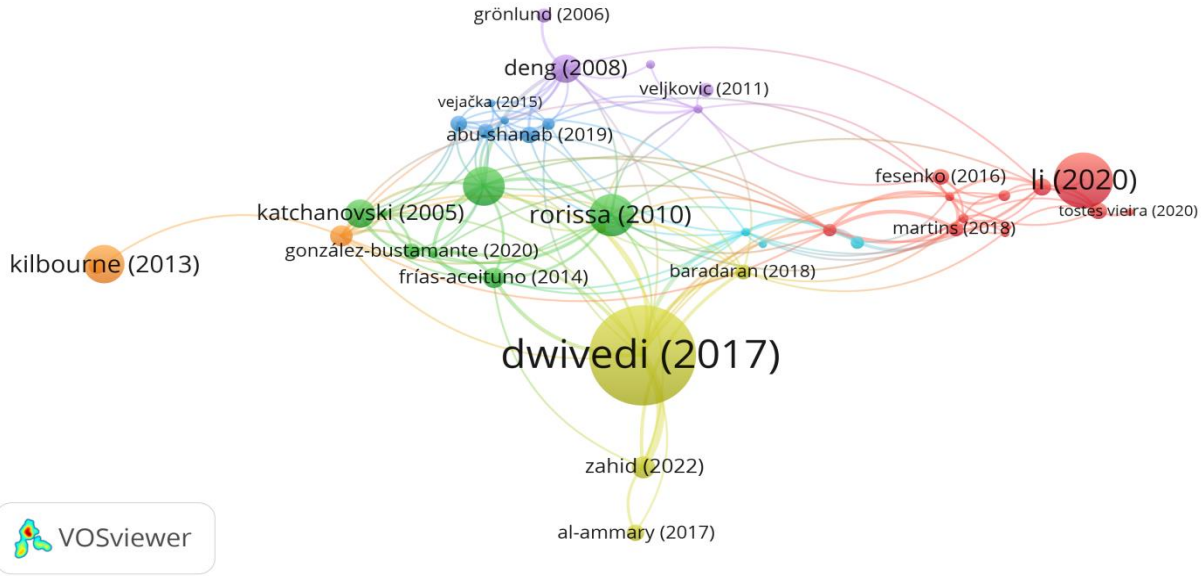 grönlund (2006)
deng (2008)
veljkovic (2011)
vejačka (2015)
abu-shanab (2019)
fesenko (2016)
li (2020)
katchanovski (2005)
rorissa (2010)
tostes vieira (2020)
martins (2018)
gonzález-bustamante (2020)
kilbourne (2013)
frías-aceituno (2014)
baradaran (2018)
dwivedi (2017)
zahid (2022)
al-ammary (2017)
VOSviewer